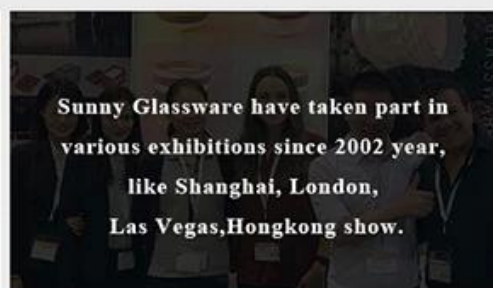 Sunny Glassware have taken part in
various exhibitions since 2002 year,
like Shanghai, London,
Las Vegas,Hongkong show.